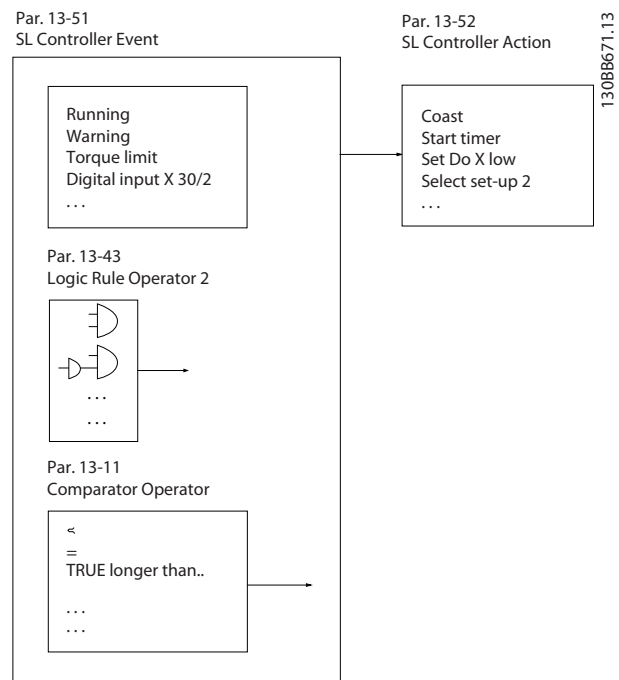 Par. 13-51
SL Controller Event
Par. 13-52
SL Controller Action
130BB671.13
Running
Warning
Torque limit
Digital input X 30/2
. . .
Coast
Start timer
Set Do X low
Select set-up 2
. . .
Par. 13-43
Logic Rule Operator 2
. . .
. . .
Par. 13-11
Comparator Operator
=
TRUE longer than..
. . .
. . .